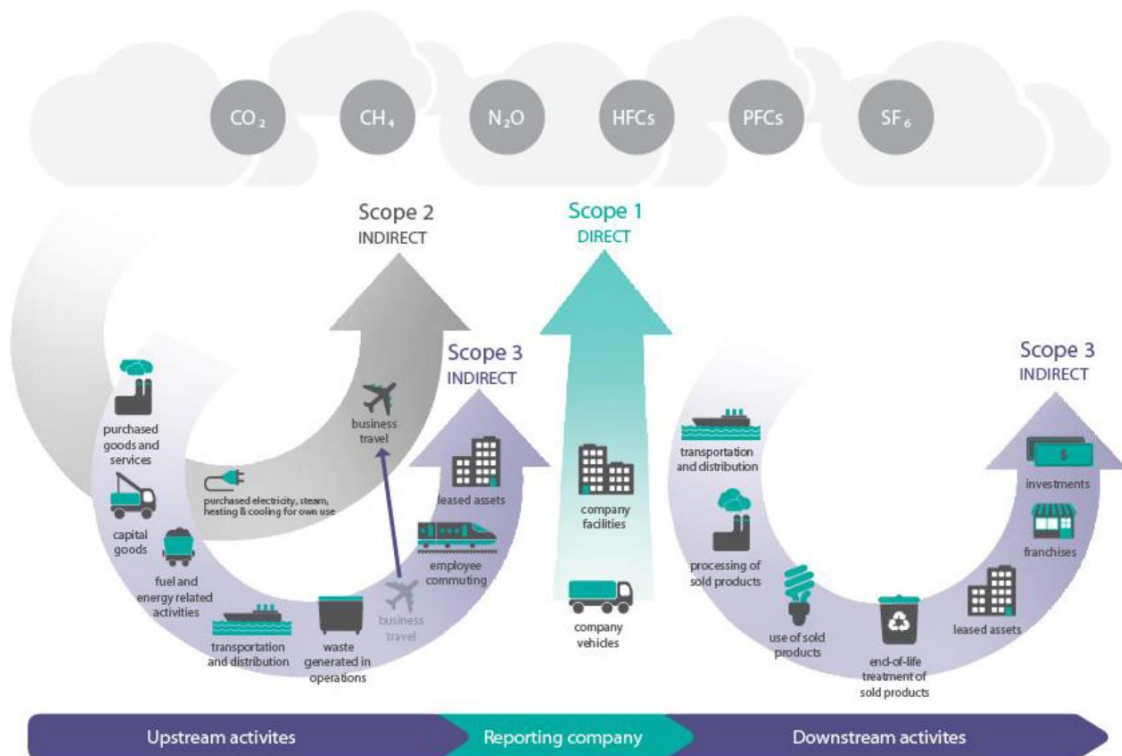 CO₂
CH₄
N₂O
HFCs
PFCs
SF₆
Scope 2
INDIRECT
Scope 1
DIRECT
Scope 3
INDIRECT
Scope 3
INDIRECT
purchased
goods and
services
business
travel
purchased electricity, steam,
heating & cooling for own use
capital
goods
fuel and
energy related
activities
transportation
and distribution
waste
generated in
operations
business
travel
employee
commuting
leased assets
company
facilities
company
vehicles
transportation
and distribution
processing of
sold products
use of sold
products
end-of-life
treatment of
sold products
leased assets
franchises
$
investments
Upstream activites
Reporting company
Downstream activites